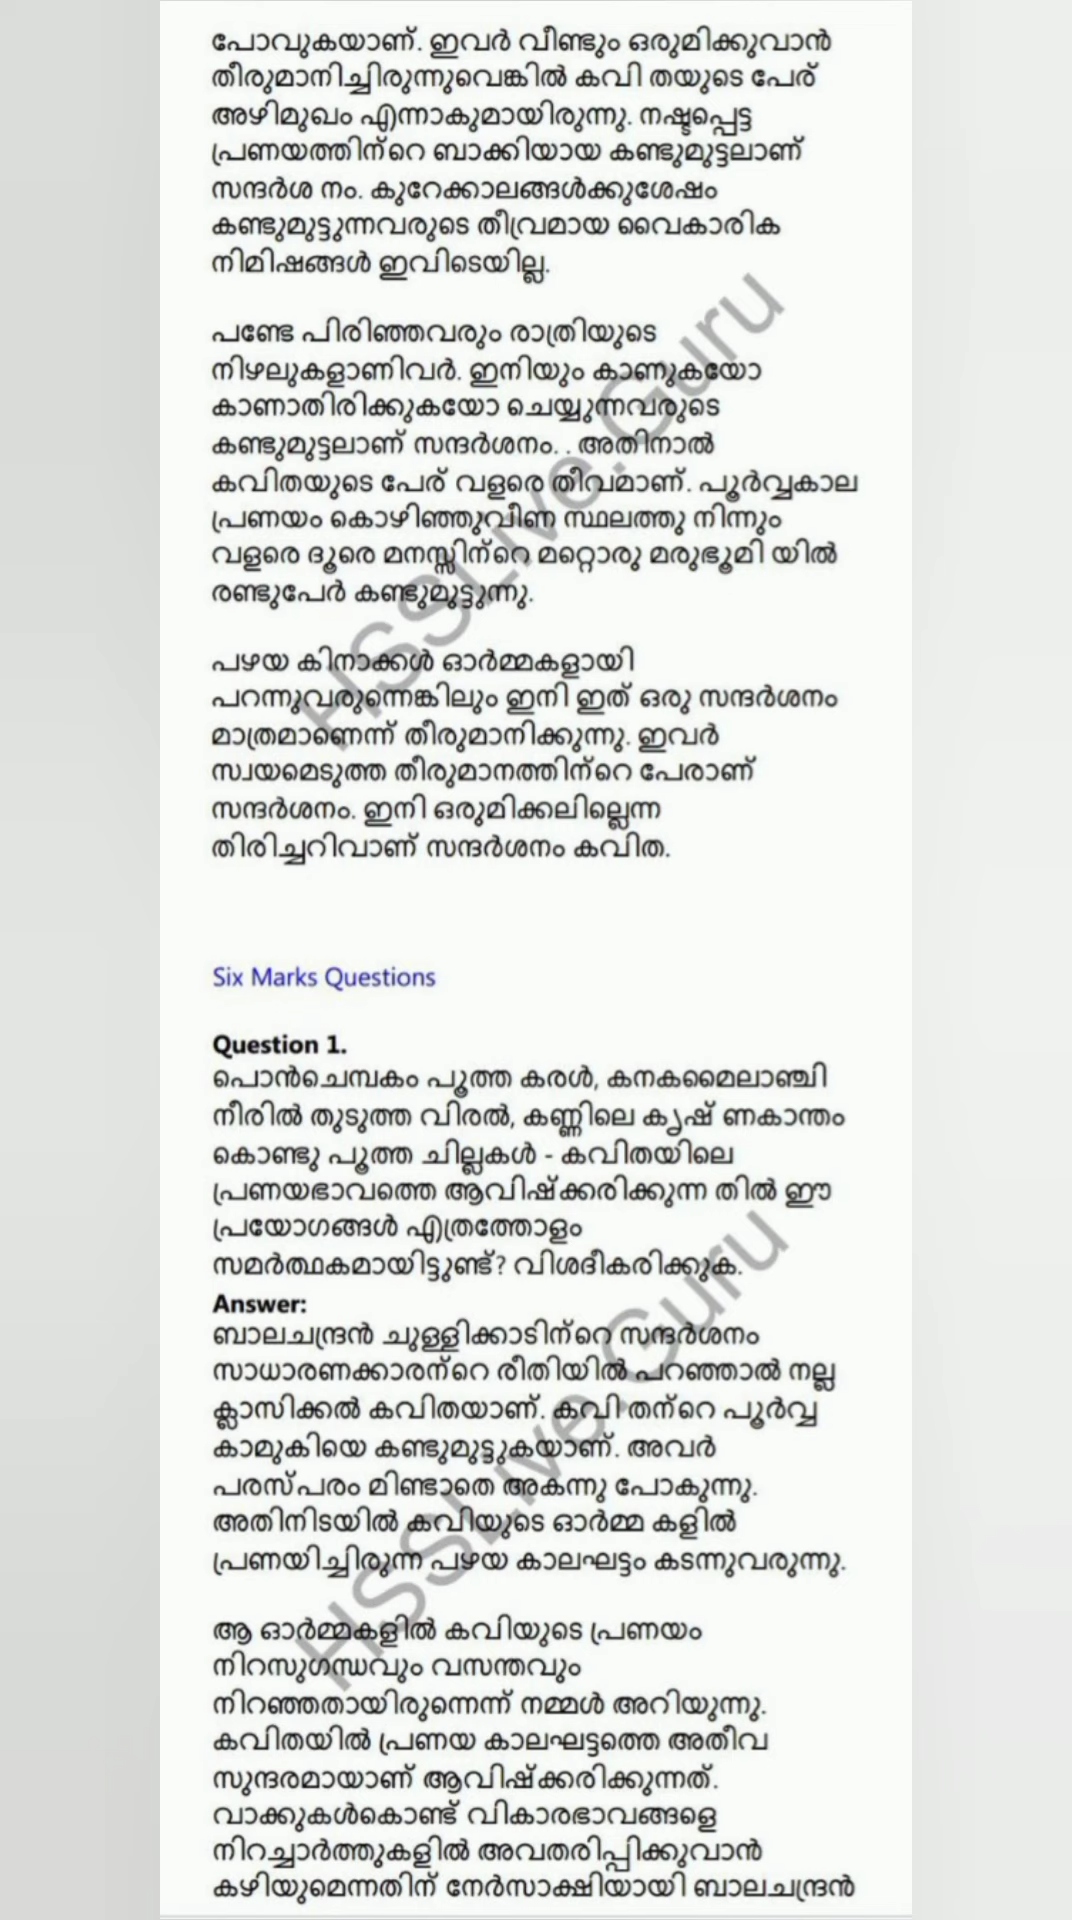 പോവുകയാണ്. ഇവർ വീണ്ടും ഒരുമിക്കുവാൻ
തീരുമാനിച്ചിരുന്നുവെങ്കിൽ കവി തയുടെ പേര്
അഴിമുഖം എന്നാകുമായിരുന്നു. നഷ്ടപ്പെട്ട
പ്രണയത്തിന്റെ ബാക്കിയായ കണ്ടുമുട്ടലാണ്
സന്ദർശ നം. കുറേക്കാലങ്ങൾക്കുശേഷം
കണ്ടുമുട്ടുന്നവരുടെ തീവ്രമായ വൈകാരിക
നിമിഷങ്ങൾ ഇവിടെയില്ല.
പണ്ടേ പിരിഞ്ഞവരും രാത്രിയുടെ
നിഴലുകളാണിവർ. ഇനിയും കാണുകയോ
കാണാതിരിക്കുകയോ ചെയ്യുന്നവരുടെ
കണ്ടുമുട്ടലാണ് സന്ദർശനം. . അതിനാൽ
കവിതയുടെ പേര് വളരെ തീവമാണ്. പൂർവ്വകാല
പ്രണയം കൊഴിഞ്ഞുവീണ സ്ഥലത്തു നിന്നും
വളരെ ദൂരെ മനസ്സിന്റെ മറ്റൊരു മരുഭൂമി യിൽ
രണ്ടുപേർ കണ്ടുമുട്ടുന്നു.
പഴയ കിനാക്കൾ ഓർമ്മകളായി
പറന്നുവരുന്നെങ്കിലും ഇനി ഇത് ഒരു സന്ദർശനം
മാത്രമാണെന്ന് തീരുമാനിക്കുന്നു. ഇവർ
സ്വയമെടുത്ത തീരുമാനത്തിന്റെ പേരാണ്
സന്ദർശനം. ഇനി ഒരുമിക്കലില്ലെന്ന
തിരിച്ചറിവാണ് സന്ദർശനം കവിത.
HSSLive.Guru
Six Marks Questions
Question 1.
പൊൻചെമ്പകം പൂത്ത കരൾ, കനകമൈലാഞ്ചി
നീരിൽ തുടുത്ത വിരൽ, കണ്ണിലെ കൃഷ് ണകാന്തം
കൊണ്ടു പൂത്ത ചില്ലകൾ - കവിതയിലെ
പ്രണയഭാവത്തെ ആവിഷ്ക്കരിക്കുന്ന തിൽ ഈ
പ്രയോഗങ്ങൾ എത്രത്തോളം
സമർത്ഥകമായിട്ടുണ്ട്? വിശദീകരിക്കുക.
Answer:
ബാലചന്ദ്രൻ ചുള്ളിക്കാടിന്റെ സന്ദർശനം
സാധാരണക്കാരന്റെ രീതിയിൽ പറഞ്ഞാൽ നല്ല
ക്ലാസിക്കൽ കവിതയാണ്. കവി തന്റെ പൂർവ്വ
കാമുകിയെ കണ്ടുമുട്ടുകയാണ്. അവർ
പരസ്പരം മിണ്ടാതെ അകന്നു പോകുന്നു.
അതിനിടയിൽ കവിയുടെ ഓർമ്മ കളിൽ
പ്രണയിച്ചിരുന്ന പഴയ കാലഘട്ടം കടന്നുവരുന്നു.
ആ ഓർമ്മകളിൽ കവിയുടെ പ്രണയം
നിറസുഗന്ധവും വസന്തവും
നിറഞ്ഞതായിരുന്നെന്ന് നമ്മൾ അറിയുന്നു.
കവിതയിൽ പ്രണയ കാലഘട്ടത്തെ അതീവ
സുന്ദരമായാണ് ആവിഷ്ക്കരിക്കുന്നത്.
വാക്കുകൾകൊണ്ട് വികാരഭാവങ്ങളെ
നിറച്ചാർത്തുകളിൽ അവതരിപ്പിക്കുവാൻ
കഴിയുമെന്നതിന് നേർസാക്ഷിയായി ബാലചന്ദ്രൻ
HSSLive.Guru